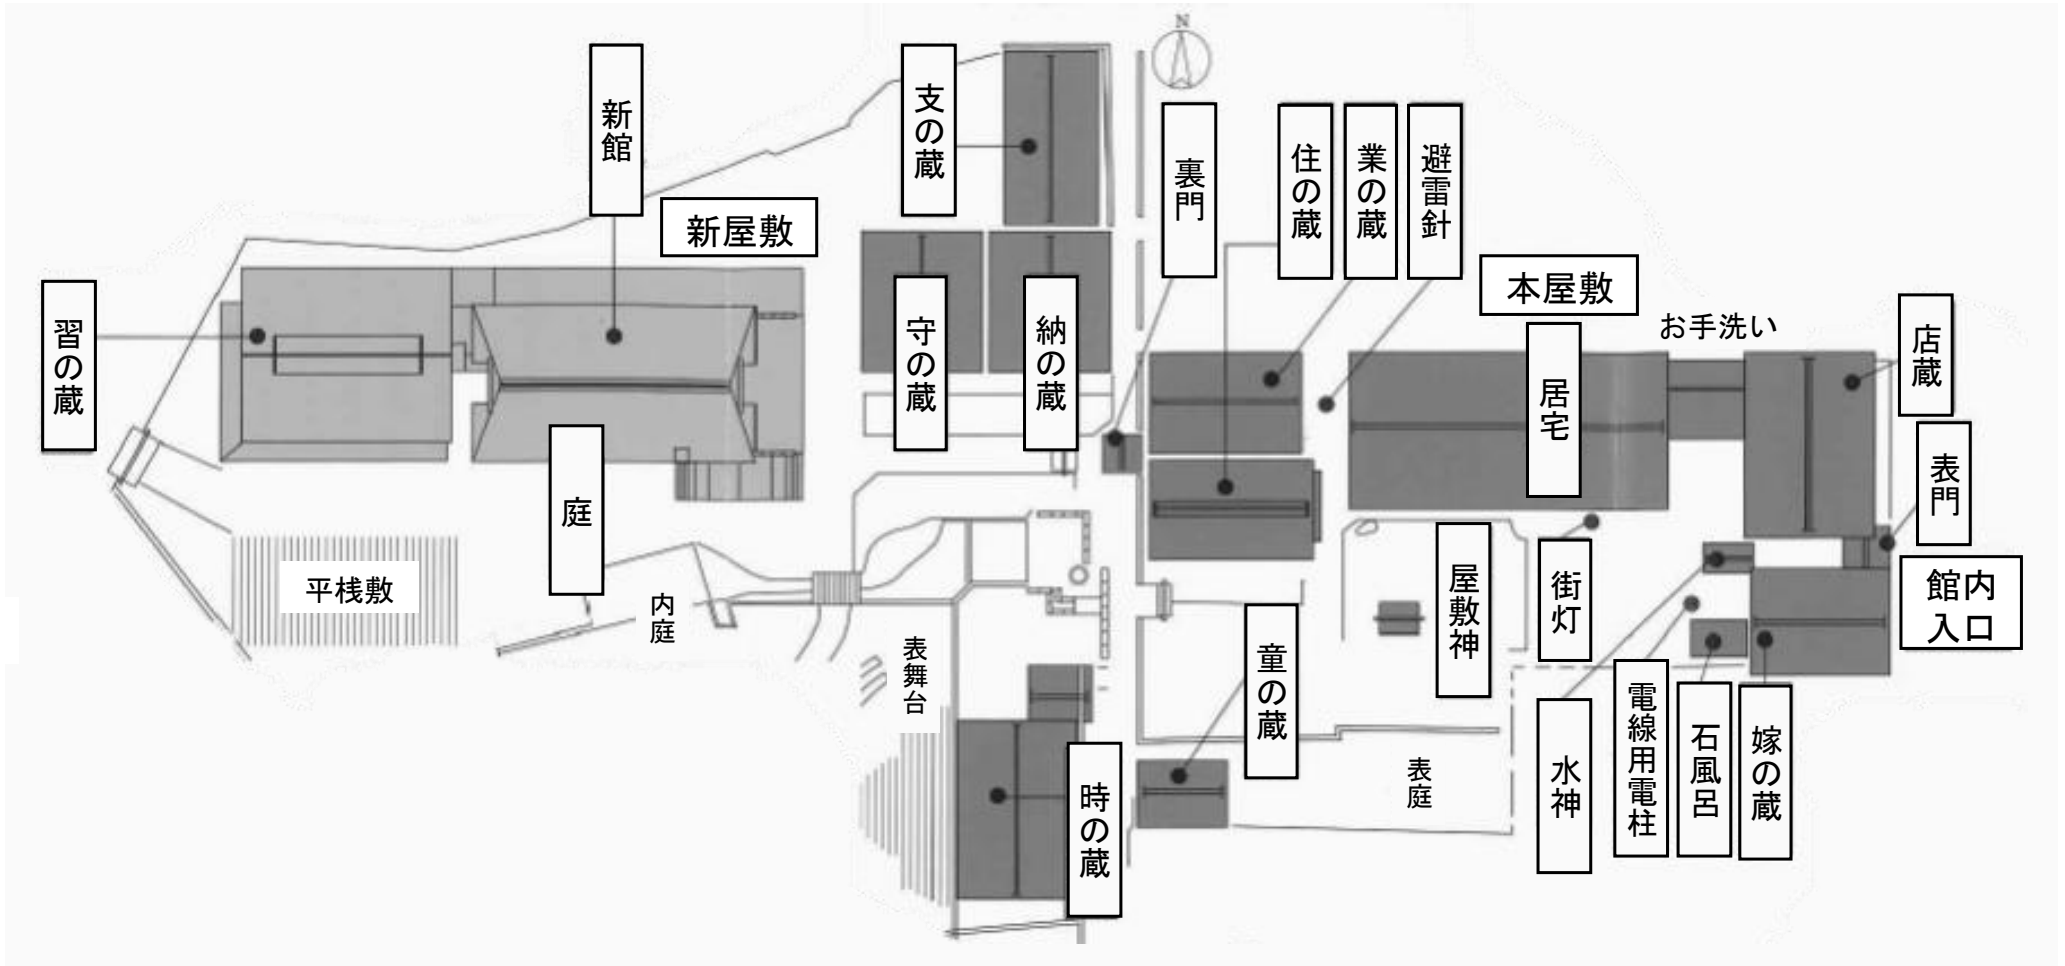 N
新館
支の蔵
裏門
住の蔵
業の蔵
避雷針
新屋敷
本屋敷
習の蔵
守の蔵
納の蔵
居宅
お手洗い
店蔵
表門
庭
平桟敷
内庭
表舞台
屋敷神
街灯
館内
入口
童の蔵
時の蔵
表庭
水神
電線用電柱
石風呂
嫁の蔵